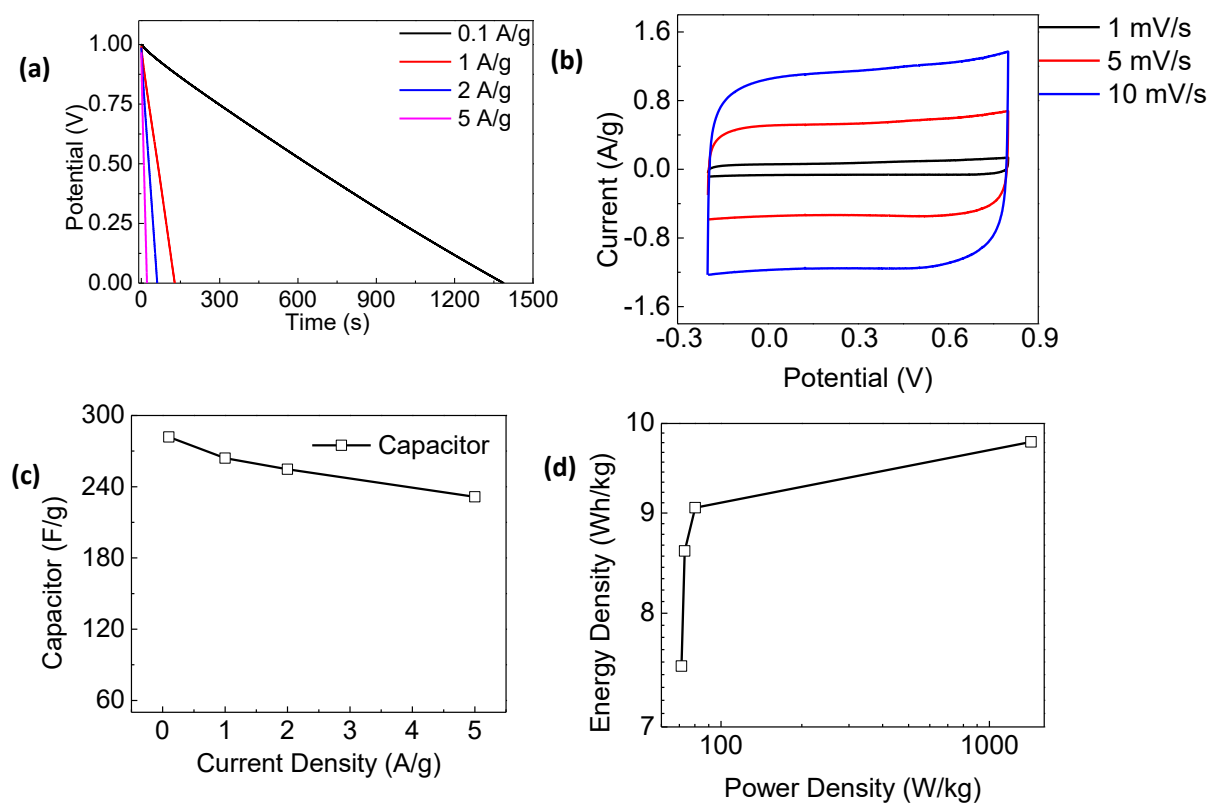 (a)
0.1 A/g
1 A/g
2 A/g
5 A/g
Potential (V)
1.00
0.75
0.50
0.25
0.00
0 300 600 900 1200 1500
Time (s)
(b)
1 mV/s
5 mV/s
10 mV/s
Current (A/g)
1.6
0.8
0.0
-0.8
-1.6
-0.3 0.0 0.3 0.6 0.9
Potential (V)
(c)
Capacitor
Capacitor (F/g)
300
240
180
120
60
0 1 2 3 4 5
Current Density (A/g)
(d)
Energy Density (Wh/kg)
10
9
8
7
100 1000
Power Density (W/kg)